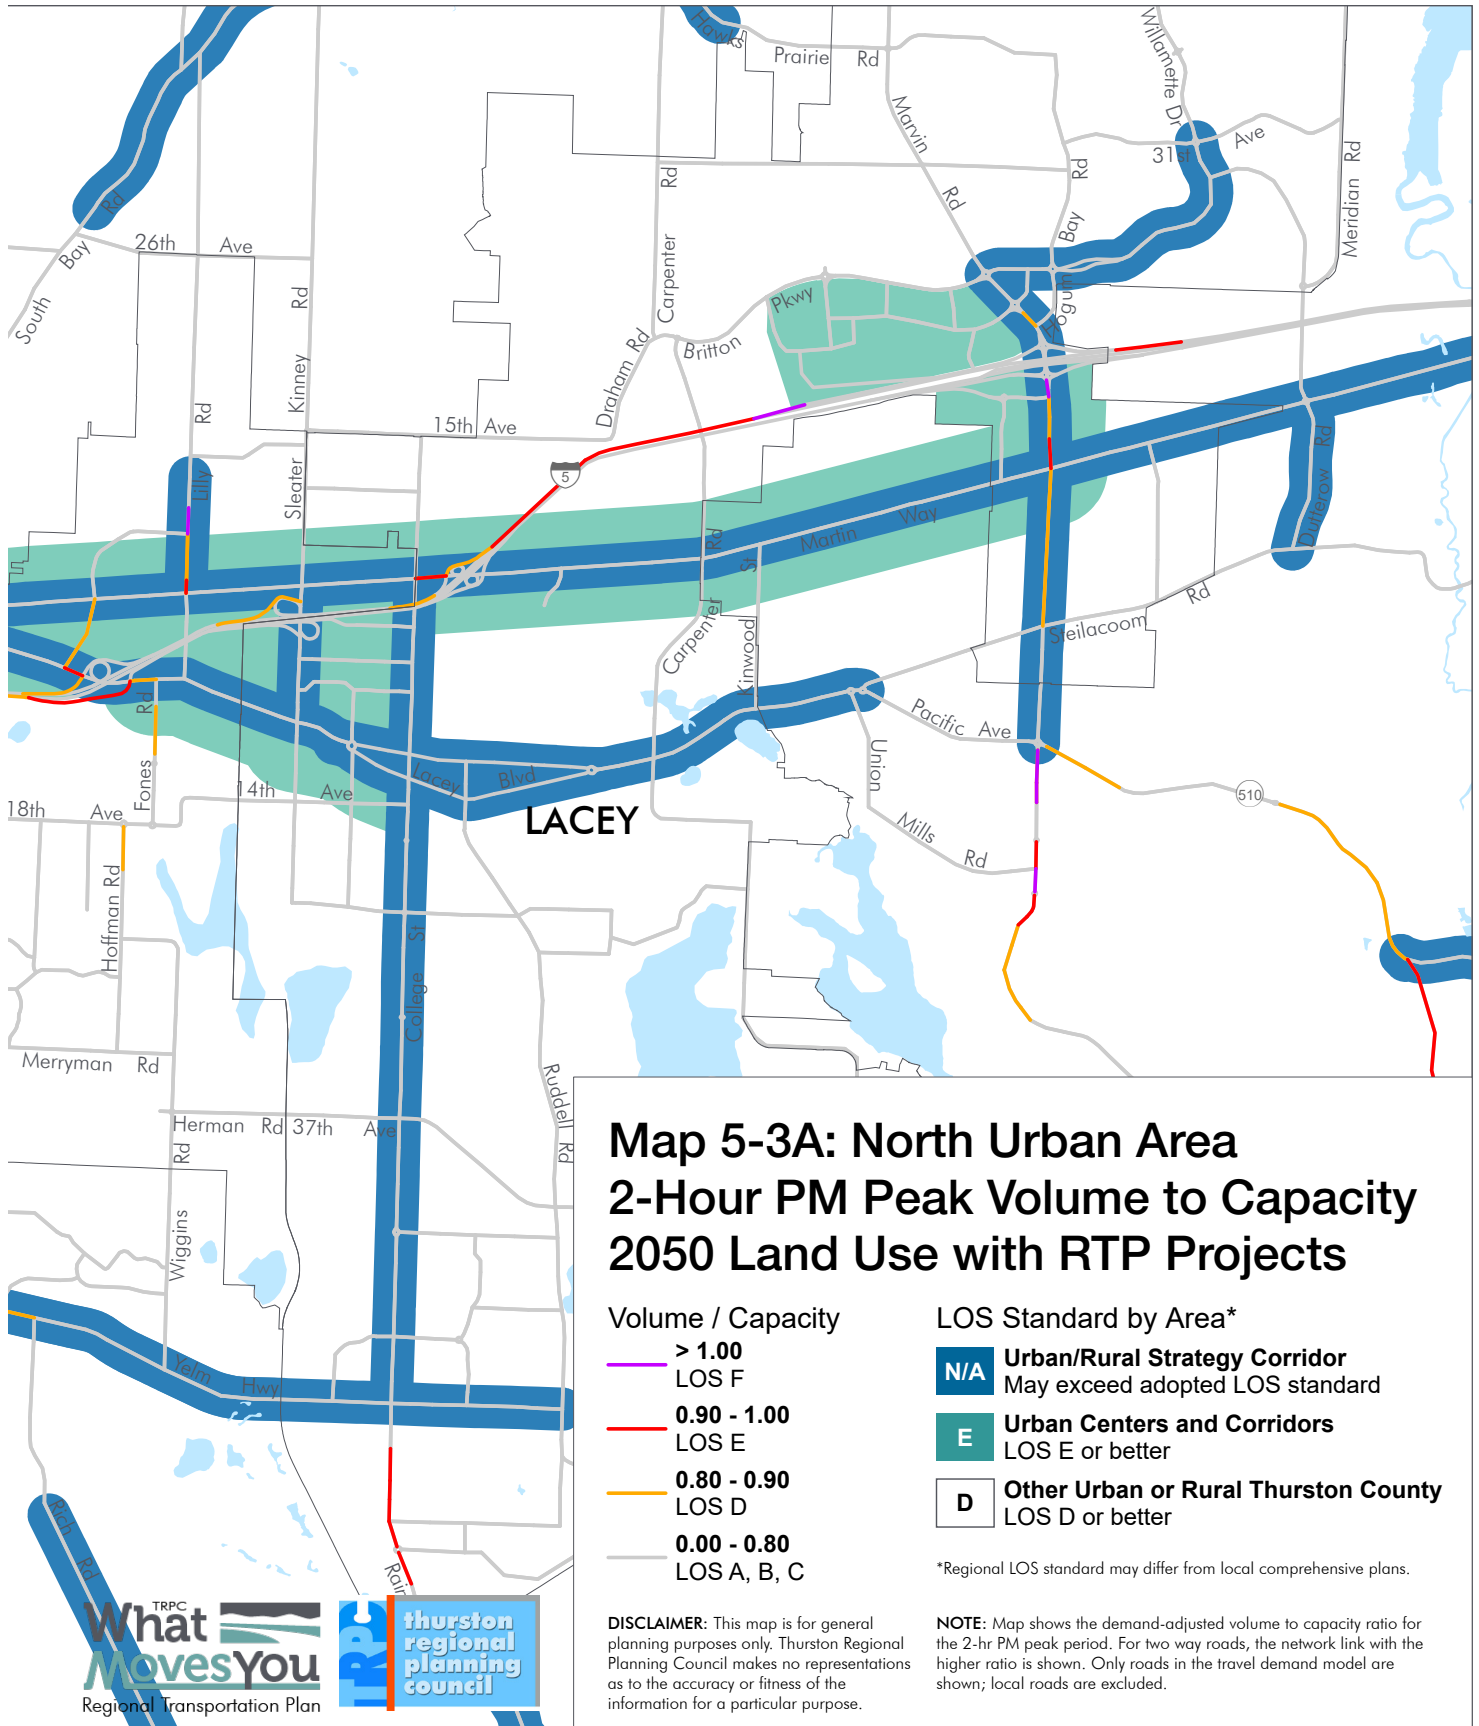 Hawks
Prairie Rd
Willamette Dr
Marvin
Rd
31st
Ave
Rd
Rd
Meridian Rd
Rd
26th Ave
Bay
South
Bay
Rd
Kinney
Carpenter
Pkwy
Hogum
Britton
Draham Rd
Rd
15th Ave
Sleater
Lilly
5
Rd
Dutterow
Rd
Martin Way
St
Rd
Steilacoom
Rd
Carpenter
Kinwood
Rd
Pacific Ave
Union
Lacey Blvd
Fones
14th Ave
LACEY
18th Ave
510
Mills Rd
Hoffman Rd
St
College
Merryman Rd
Ruddell Rd
Herman Rd
37th Ave
Rd
Wiggins
Yelm Hwy
Rich Rd
Rain
Map 5-3A: North Urban Area
2-Hour PM Peak Volume to Capacity
2050 Land Use with RTP Projects
Volume / Capacity
> 1.00
LOS F
0.90 - 1.00
LOS E
0.80 - 0.90
LOS D
0.00 - 0.80
LOS A, B, C
LOS Standard by Area*
N/A
Urban/Rural Strategy Corridor
May exceed adopted LOS standard
E
Urban Centers and Corridors
LOS E or better
D
Other Urban or Rural Thurston County
LOS D or better
*Regional LOS standard may differ from local comprehensive plans.
DISCLAIMER: This map is for general
planning purposes only. Thurston Regional
Planning Council makes no representations
as to the accuracy or fitness of the
information for a particular purpose.
NOTE: Map shows the demand-adjusted volume to capacity ratio for
the 2-hr PM peak period. For two way roads, the network link with the
higher ratio is shown. Only roads in the travel demand model are
shown; local roads are excluded.
TRPC
What
MovesYou
Regional Transportation Plan
TRPC
thurston
regional
planning
council